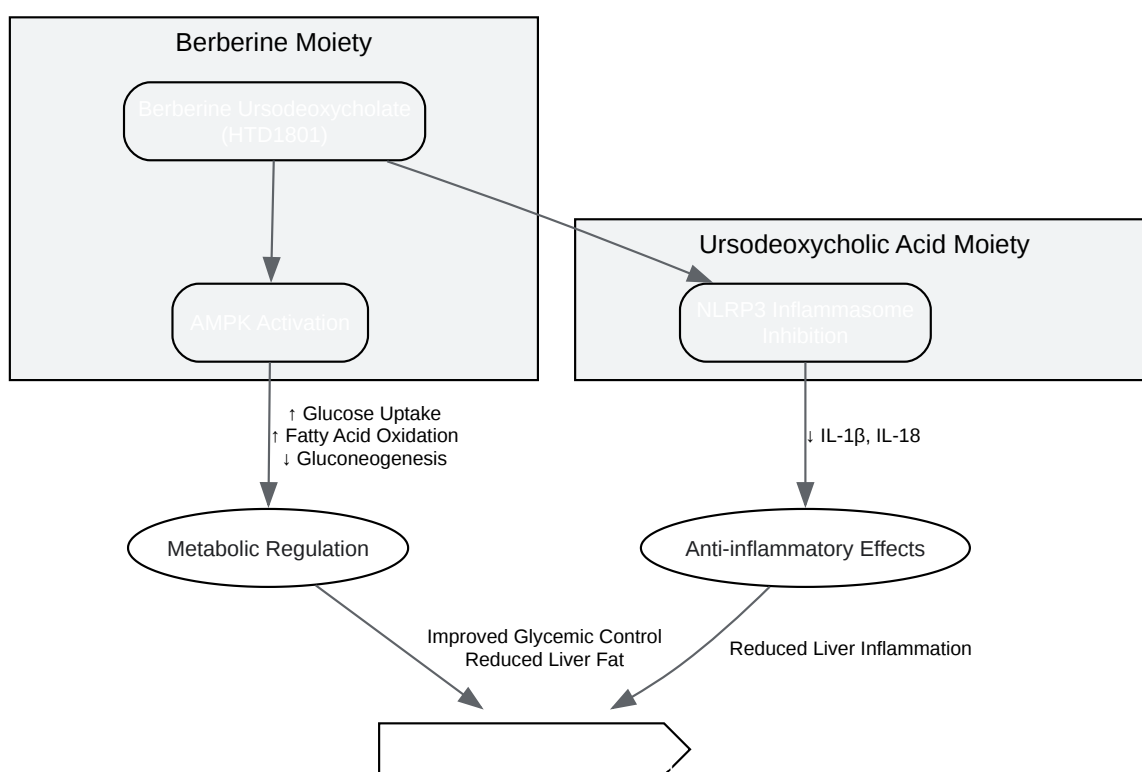 Berberine Moiety
Berberine Ursodeoxycholate
(HTD1801)
Ursodeoxycholic Acid Moiety
AMPK Activation
NLRP3 Inflammasome
Inhibition
↑ Glucose Uptake
↑ Fatty Acid Oxidation
↓ Gluconeogenesis
↓ IL-1β, IL-18
Metabolic Regulation
Anti-inflammatory Effects
Improved Glycemic Control
Reduced Liver Fat
Reduced Liver Inflammation